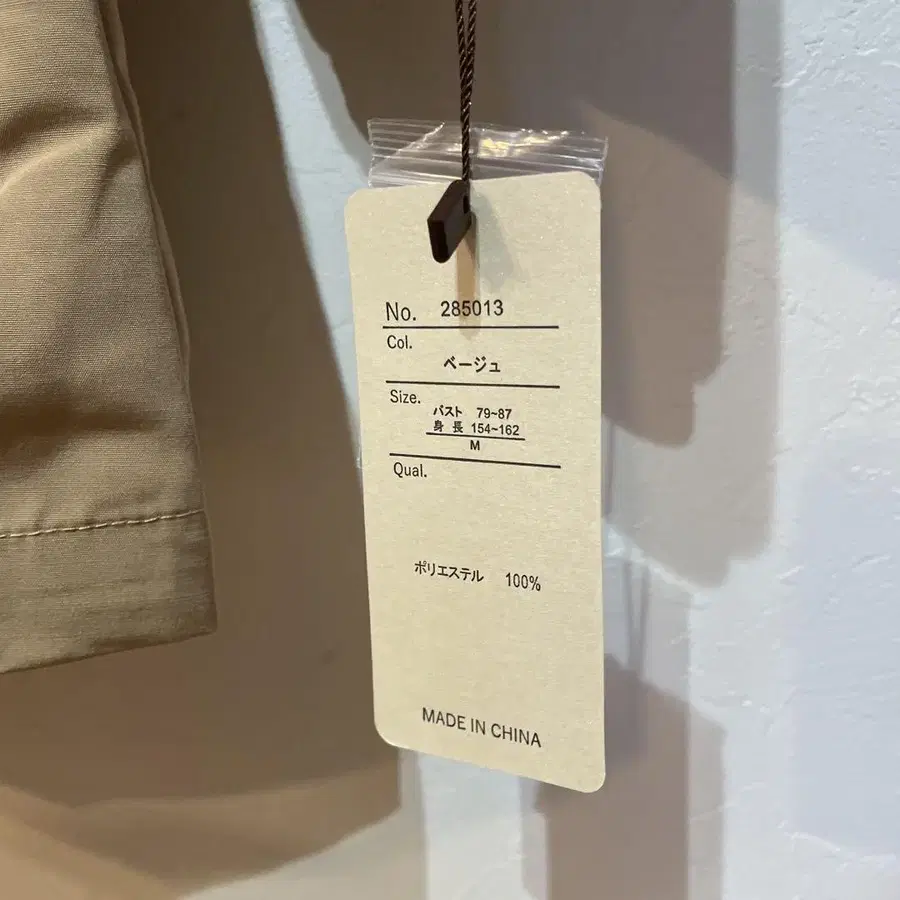 No. 285013
Col.
ベージュ
Size.
バスト 79~87
身長 154~162
M
Qual.
ポリエステル 100%
MADE IN CHINA